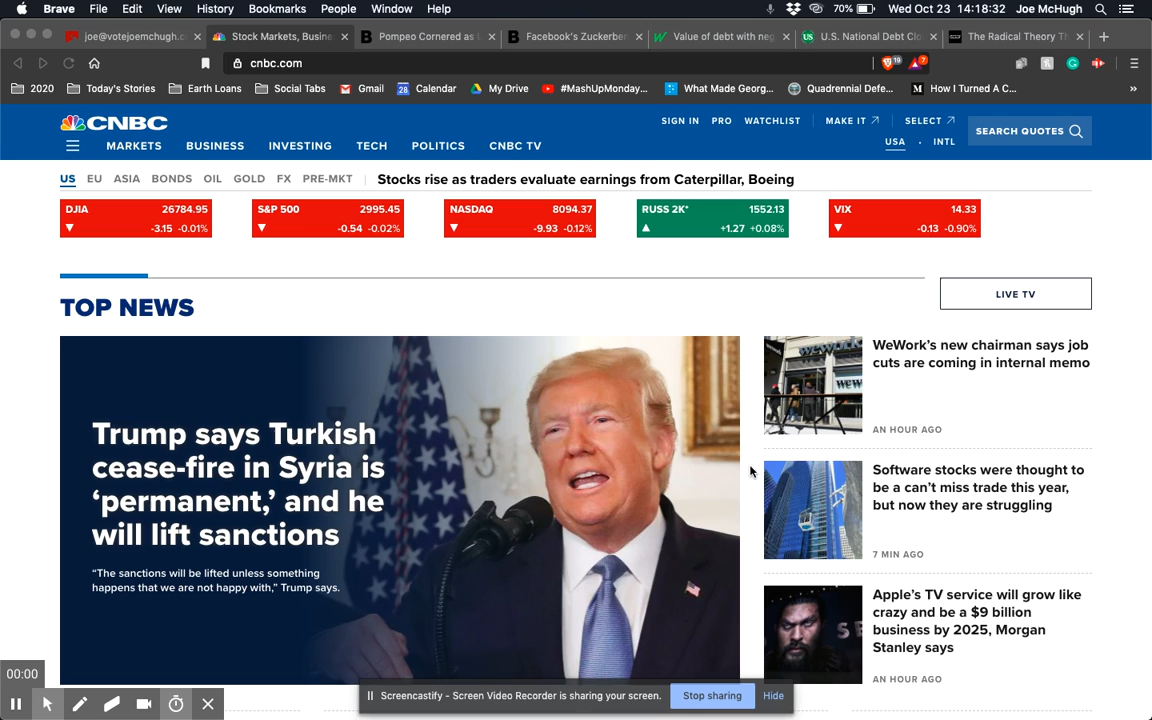 Brave File Edit View History Bookmarks People Window Help 70% Wed Oct 23 14:18:32 Joe McHugh
joe@votejoemchugh.c Stock Markets, Busine Pompeo Cornered as Facebook's Zuckerber Value of debt with neg U.S. National Debt Clo The Radical Theory Th
cnbc.com 19 7
2020 Today's Stories Earth Loans Social Tabs Gmail 28 Calendar My Drive #MashUpMonday... What Made Georg... Quadrennial Defe... M How I Turned A C... »
CNBC
SIGN IN PRO WATCHLIST MAKE IT SELECT
SEARCH QUOTES
USA · INTL
MARKETS BUSINESS INVESTING TECH POLITICS CNBC TV
US EU ASIA BONDS OIL GOLD FX PRE-MKT Stocks rise as traders evaluate earnings from Caterpillar, Boeing
DJIA 26784.95 S&P 500 2995.45 NASDAQ 8094.37 RUSS 2K* 1552.13 VIX 14.33
▼ -3.15 -0.01% ▼ -0.54 -0.02% ▼ -9.93 -0.12% ▲ +1.27 +0.08% ▼ -0.13 -0.90%
TOP NEWS
LIVE TV
Trump says Turkish
cease-fire in Syria is
‘permanent,’ and he
will lift sanctions
“The sanctions will be lifted unless something
happens that we are not happy with,” Trump says.
WeWork’s new chairman says job
cuts are coming in internal memo
AN HOUR AGO
Software stocks were thought to
be a can’t miss trade this year,
but now they are struggling
7 MIN AGO
Apple’s TV service will grow like
crazy and be a $9 billion
business by 2025, Morgan
Stanley says
AN HOUR AGO
00:00
Screencastify - Screen Video Recorder is sharing your screen. Stop sharing Hide